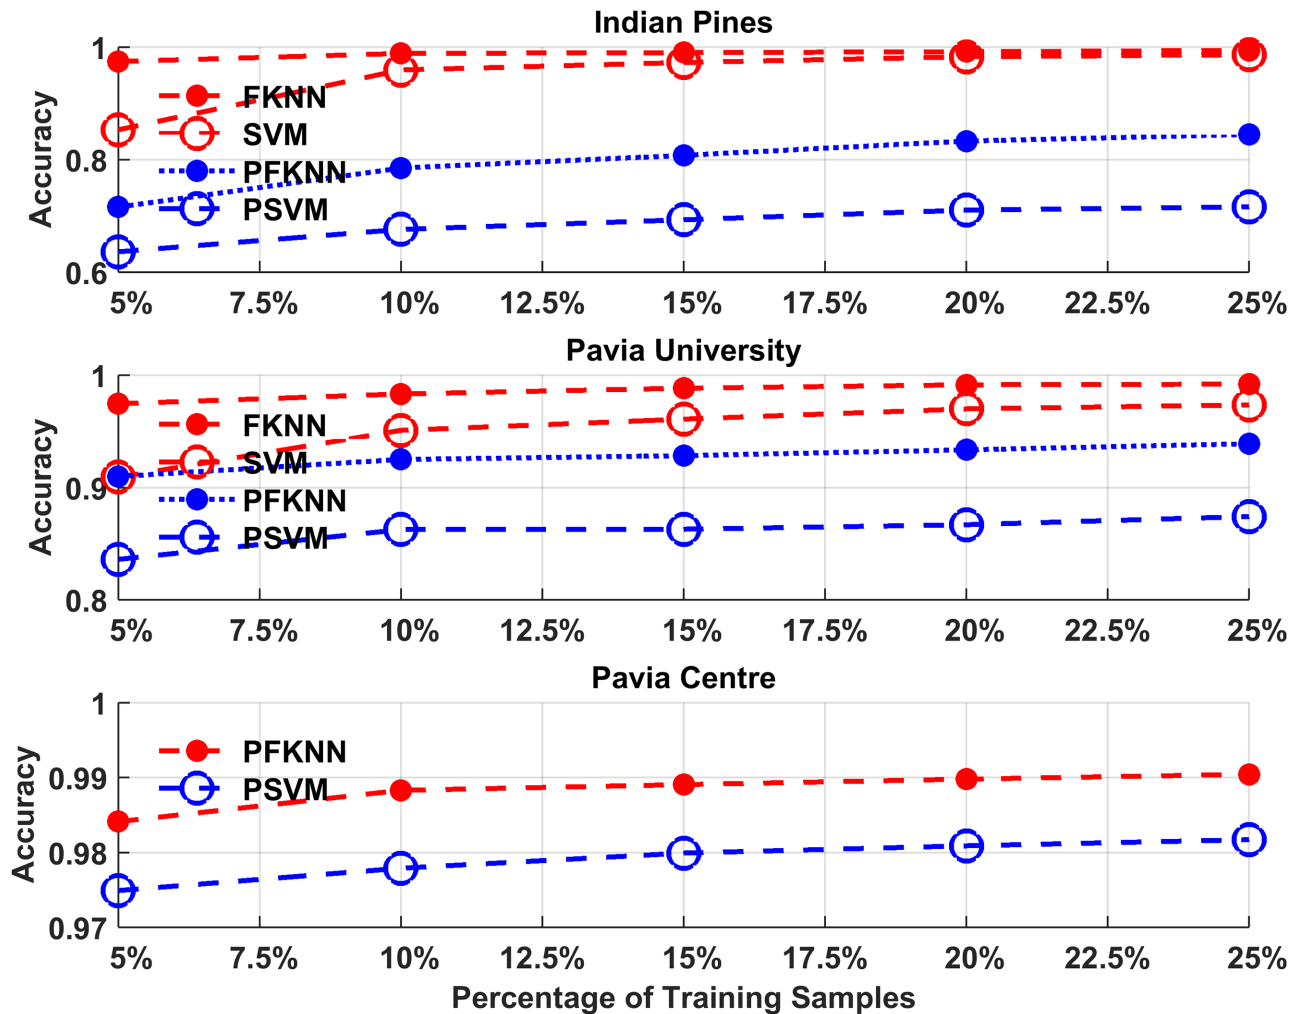 Indian Pines
1
0.8
0.6
Accuracy
FKNN
SVM
PFKNN
PSVM
5% 7.5% 10% 12.5% 15% 17.5% 20% 22.5% 25%
Pavia University
1
0.9
0.8
Accuracy
FKNN
SVM
PFKNN
PSVM
5% 7.5% 10% 12.5% 15% 17.5% 20% 22.5% 25%
Pavia Centre
1
0.99
0.98
0.97
Accuracy
PFKNN
PSVM
5% 7.5% 10% 12.5% 15% 17.5% 20% 22.5% 25%
Percentage of Training Samples